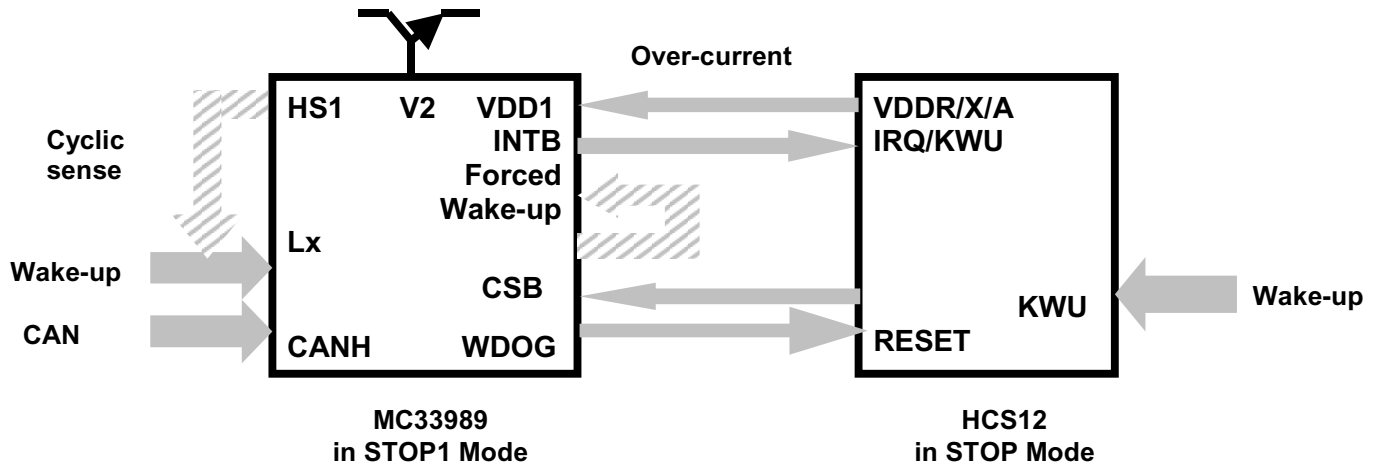 Over-current
HS1 V2 VDD1
VDDR/X/A
INTB
IRQ/KWU
Cyclic
sense
Forced
Wake-up
Lx
Wake-up
CSB
KWU
Wake-up
CAN
CANH WDOG
RESET
MC33989
in STOP1 Mode
HCS12
in STOP Mode